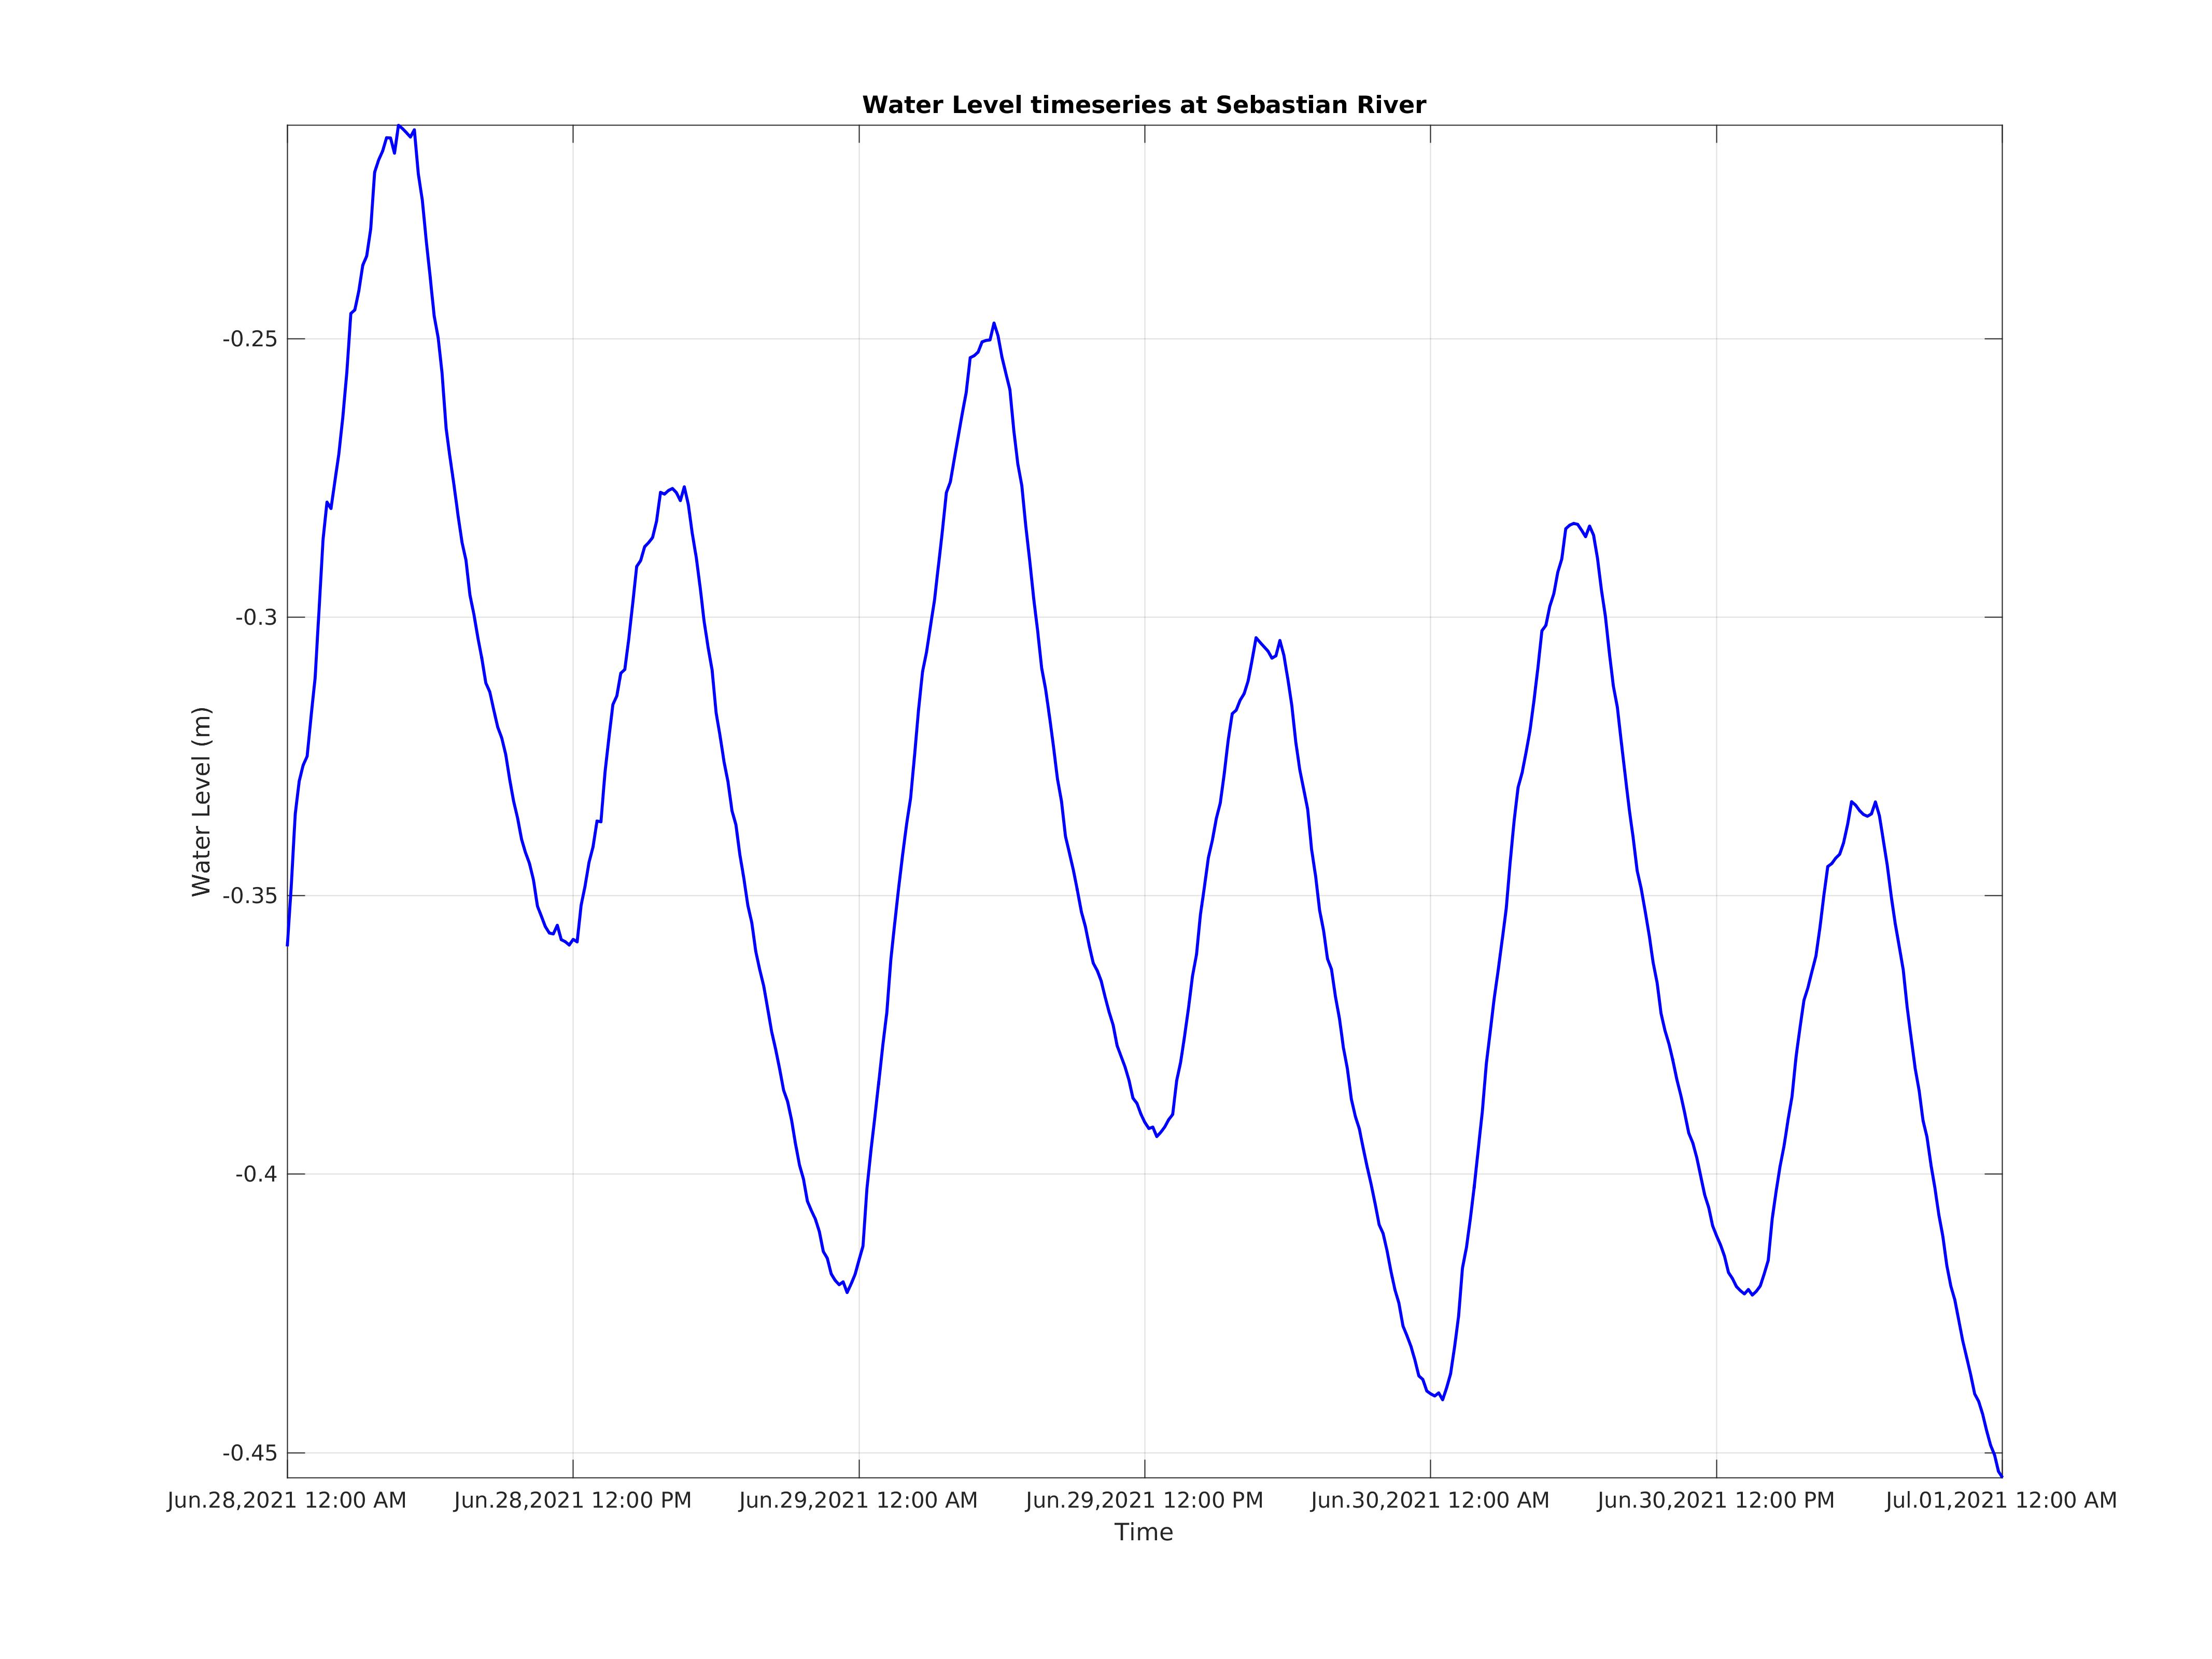 Water Level timeseries at Sebastian River
Water Level (m)
-0.25
-0.3
-0.35
-0.4
-0.45
Jun.28,2021 12:00 AM
Jun.28,2021 12:00 PM
Jun.29,2021 12:00 AM
Jun.29,2021 12:00 PM
Jun.30,2021 12:00 AM
Jun.30,2021 12:00 PM
Jul.01,2021 12:00 AM
Time